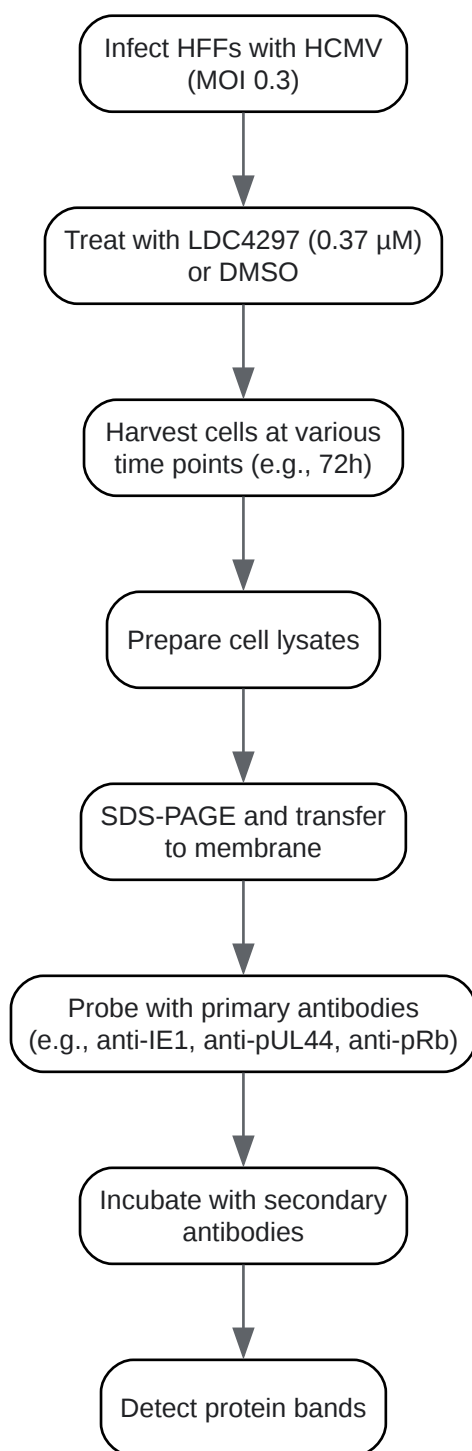 Infect HFFs with HCMV
(MOI 0.3)
Treat with LDC4297 (0.37 µM)
or DMSO
Harvest cells at various
time points (e.g., 72h)
Prepare cell lysates
SDS-PAGE and transfer
to membrane
Probe with primary antibodies
(e.g., anti-IE1, anti-pUL44, anti-pRb)
Incubate with secondary
antibodies
Detect protein bands